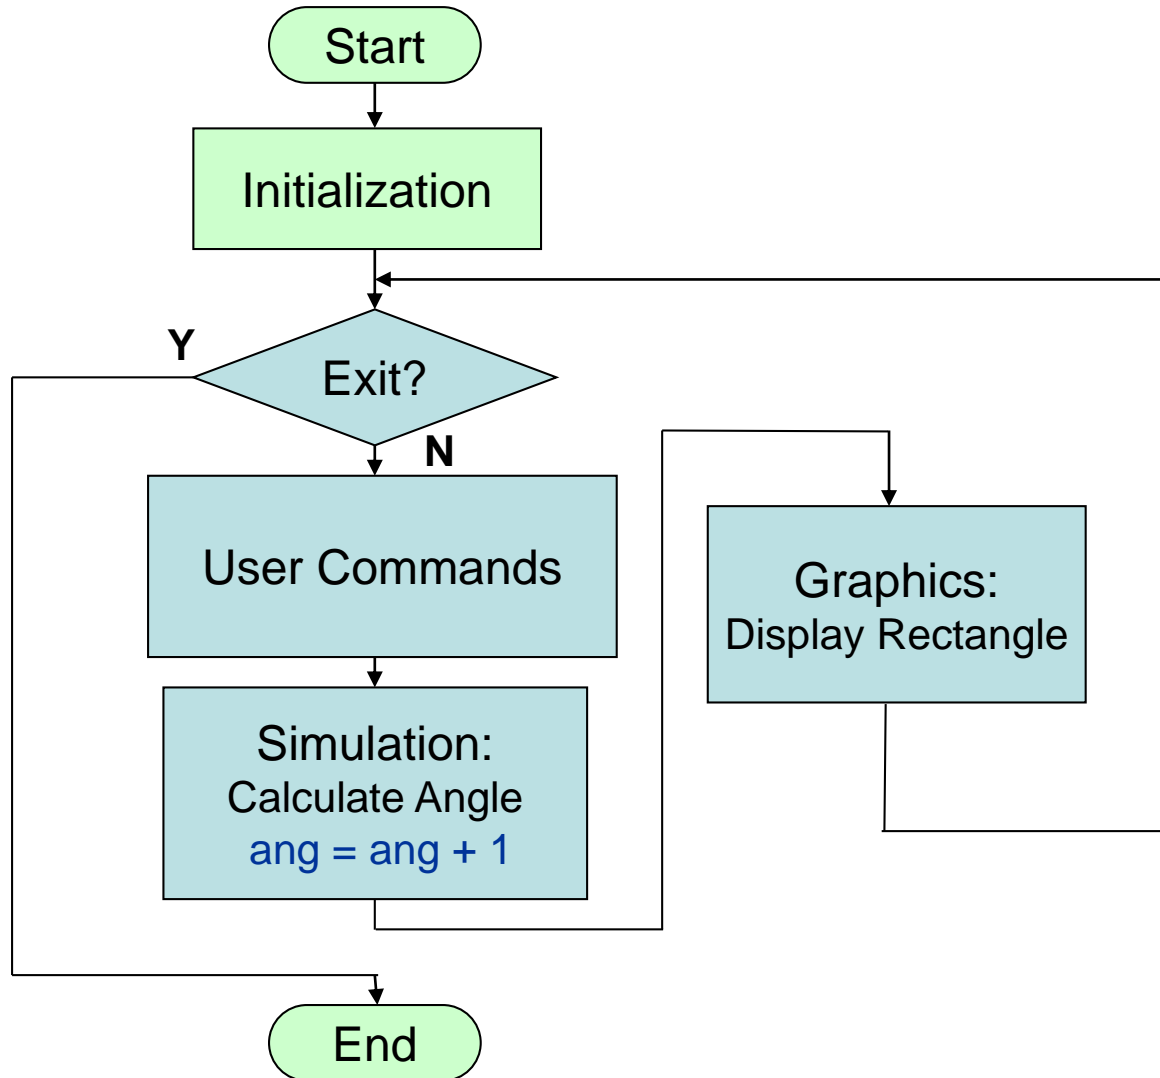 Start
Initialization
Y
Exit?
N
User Commands
Simulation:
Calculate Angle
ang = ang + 1
Graphics:
Display Rectangle
End